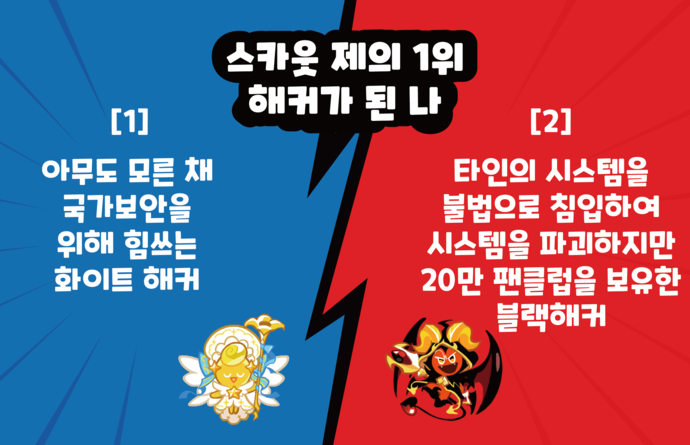 스카웃 제의 1위
해커가 된 나
[1]
아무도 모른 채
국가보안을
위해 힘쓰는
화이트 해커
[2]
타인의 시스템을
불법으로 침입하여
시스템을 파괴하지만
20만 팬클럽을 보유한
블랙해커